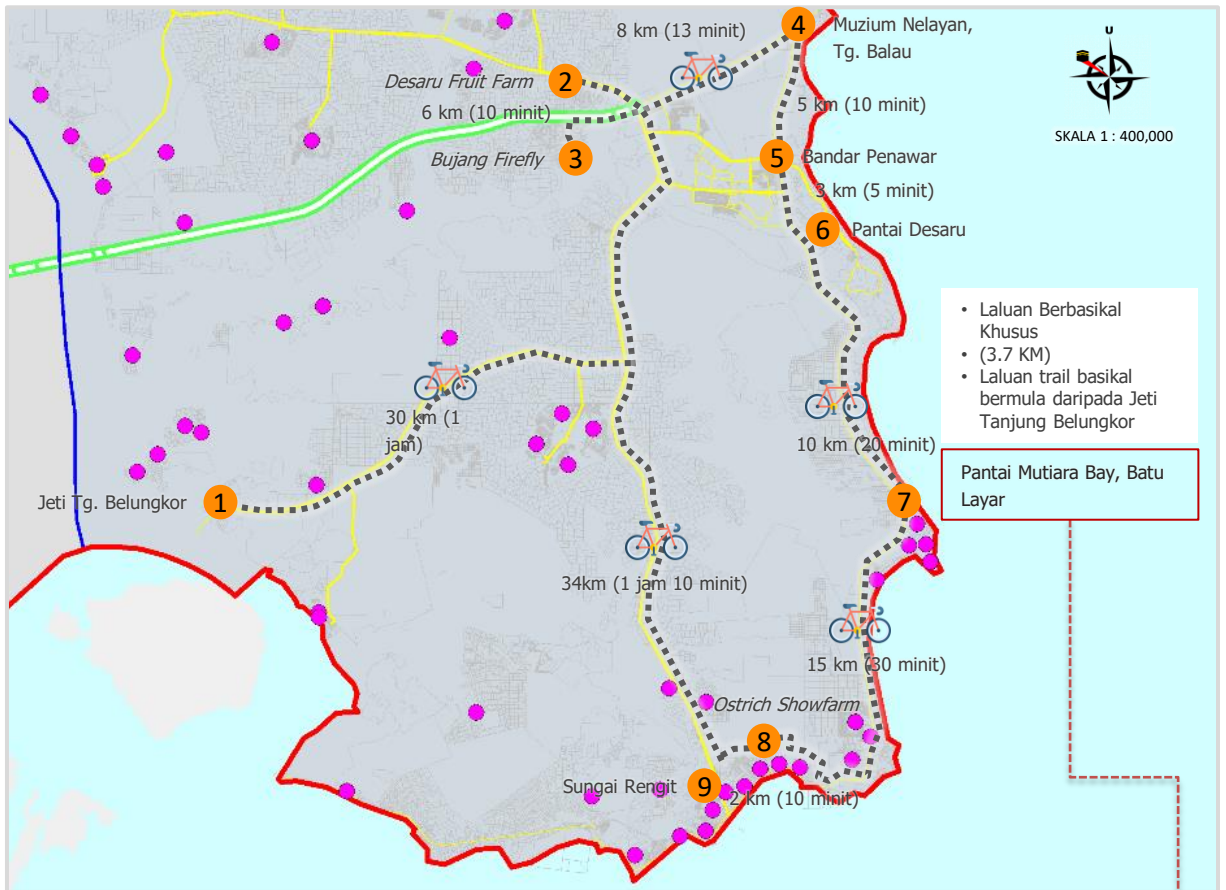 8 km (13 minit)
4
Muzium Nelayan,
Tg. Balau
U
SKALA 1 : 400,000
Desaru Fruit Farm
2
6 km (10 minit)
5 km (10 minit)
Bujang Firefly
3
5
Bandar Penawar
3 km (5 minit)
6
Pantai Desaru
• Laluan Berbasikal
Khusus
• (3.7 KM)
• Laluan trail basikal
bermula daripada Jeti
Tanjung Belungkor
30 km (1
jam)
10 km (20 minit)
Pantai Mutiara Bay, Batu
Layar
Jeti Tg. Belungkor
1
7
34km (1 jam 10 minit)
15 km (30 minit)
Ostrich Showfarm
8
Sungai Rengit
9
2 km (10 minit)